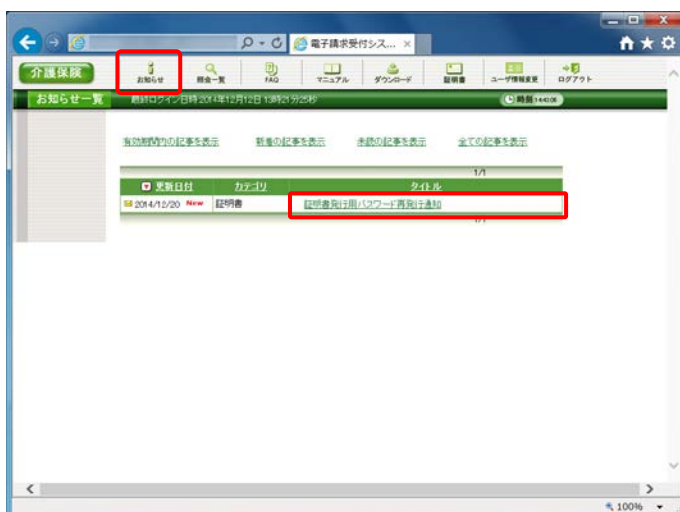 電子請求受付シス... ×
介護保険
お知らせ 照会一覧 FAQ マニュアル ダウンロード 証明書 ユーザ情報変更 ログアウト
お知らせ一覧 最終ログイン日時:2014年12月12日 13時21分25秒 時刻
有効期間内の記事を表示 新着の記事を表示 未読の記事を表示 全ての記事を表示
1/1
更新日付 カテゴリ タイトル
2014/12/20 New 証明書 証明書発行用パスワード再発行通知
1/1
100%